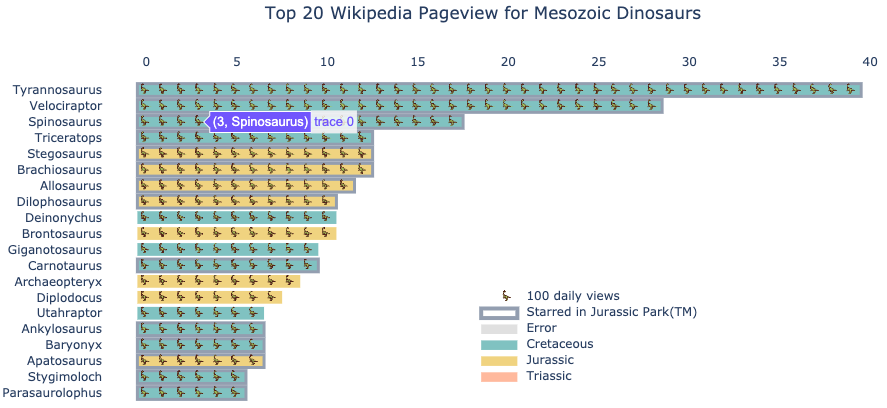 Top 20 Wikipedia Pageview for Mesozoic Dinosaurs
0 5 10 15 20 25 30 35 40
Tyrannosaurus
Velociraptor
Spinosaurus
(3, Spinosaurus) trace 0
Triceratops
Stegosaurus
Brachiosaurus
Allosaurus
Dilophosaurus
Deinonychus
Brontosaurus
Giganotosaurus
Carnotaurus
Archaeopteryx
Diplodocus
Utahraptor
Ankylosaurus
Baryonyx
Apatosaurus
Stygimoloch
Parasaurolophus
100 daily views
Starred in Jurassic Park(TM)
Error
Cretaceous
Jurassic
Triassic